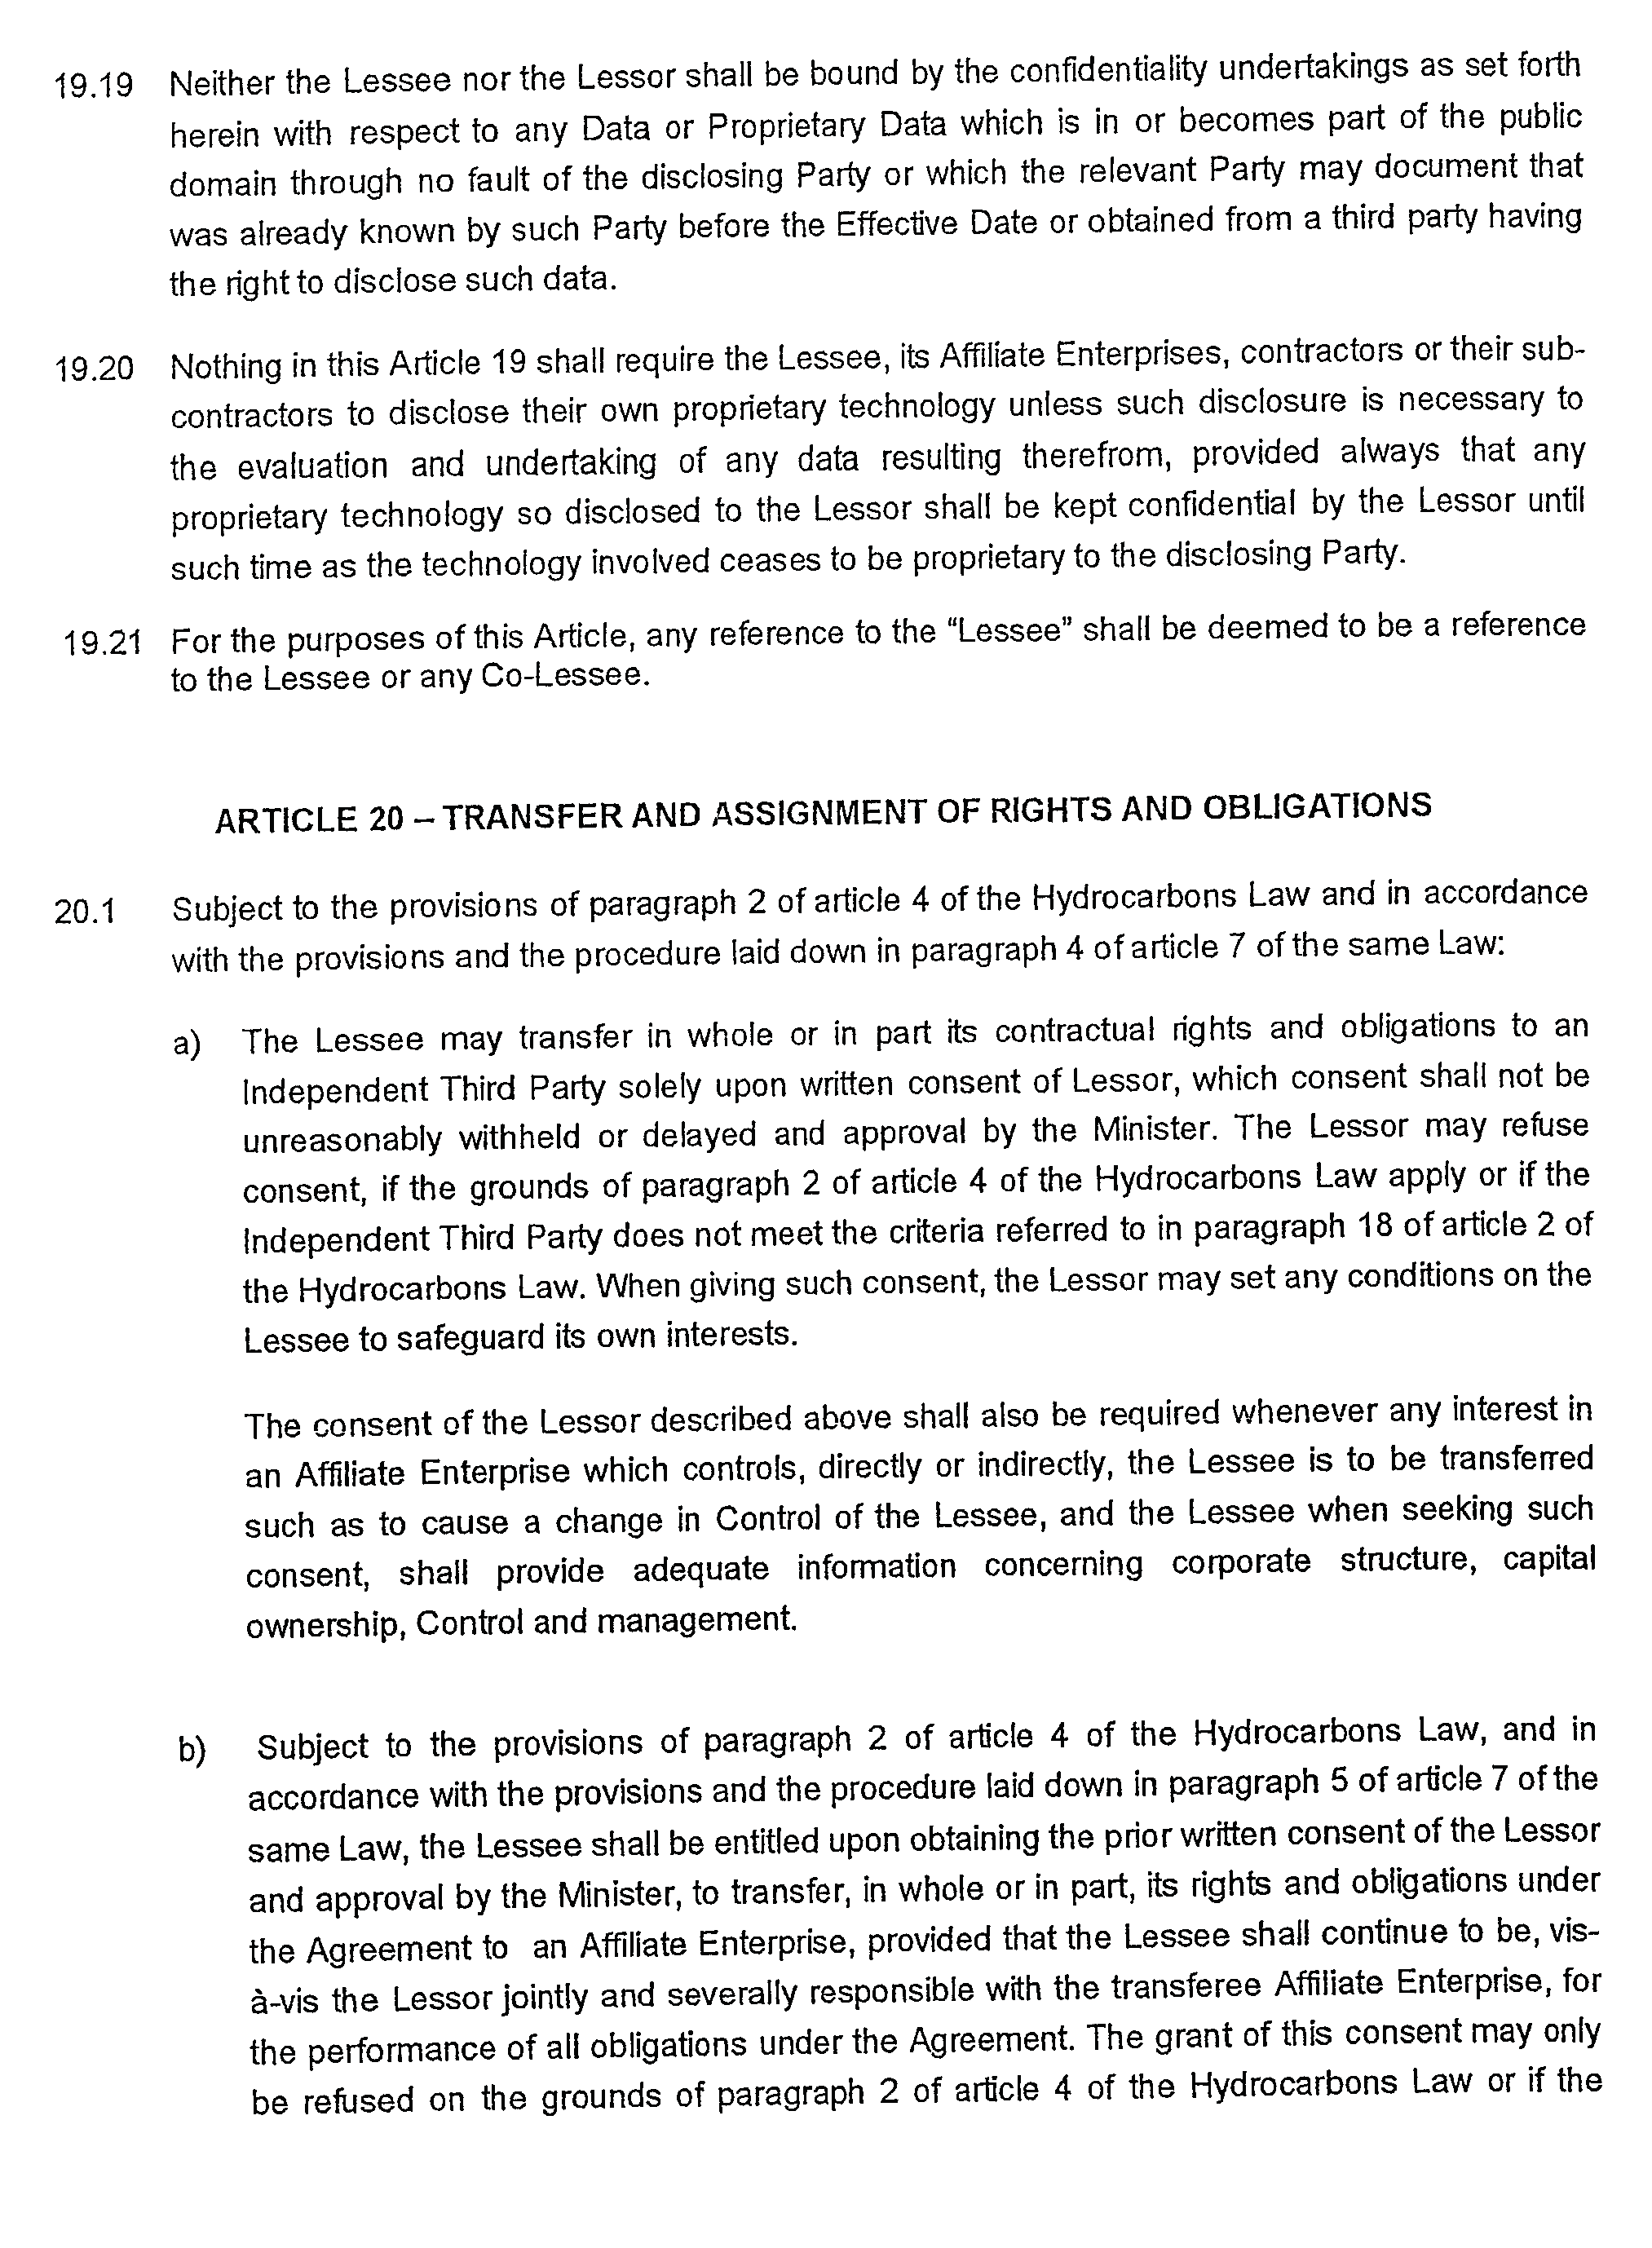 19.19 Neither the Lessee nor the Lessor shall be bound by the confidentiality undertakings as set forth
herein with respect to any Data or Proprietary Data which is in or becomes part of the public
domain through no fault of the disclosing Party or which the relevant Party may document that
was already known by such Party before the Effective Date or obtained from a third party having
the right to disclose such data.
19.20 Nothing in this Article 19 shall require the Lessee, its Affiliate Enterprises, contractors or their sub-
contractors to disclose their own proprietary technology unless such disclosure is necessary to
the evaluation and undertaking of any data resulting therefrom, provided always that any
proprietary technology so disclosed to the Lessor shall be kept confidential by the Lessor until
such time as the technology involved ceases to be proprietary to the disclosing Party.
19.21 For the purposes of this Article, any reference to the “Lessee” shall be deemed to be a reference
to the Lessee or any Co-Lessee.
ARTICLE 20 – TRANSFER AND ASSIGNMENT OF RIGHTS AND OBLIGATIONS
20.1 Subject to the provisions of paragraph 2 of article 4 of the Hydrocarbons Law and in accordance
with the provisions and the procedure laid down in paragraph 4 of article 7 of the same Law:
a) The Lessee may transfer in whole or in part its contractual rights and obligations to an
Independent Third Party solely upon written consent of Lessor, which consent shall not be
unreasonably withheld or delayed and approval by the Minister. The Lessor may refuse
consent, if the grounds of paragraph 2 of article 4 of the Hydrocarbons Law apply or if the
Independent Third Party does not meet the criteria referred to in paragraph 18 of article 2 of
the Hydrocarbons Law. When giving such consent, the Lessor may set any conditions on the
Lessee to safeguard its own interests.
The consent of the Lessor described above shall also be required whenever any interest in
an Affiliate Enterprise which controls, directly or indirectly, the Lessee is to be transferred
such as to cause a change in Control of the Lessee, and the Lessee when seeking such
consent, shall provide adequate information concerning corporate structure, capital
ownership, Control and management.
b) Subject to the provisions of paragraph 2 of article 4 of the Hydrocarbons Law, and in
accordance with the provisions and the procedure laid down in paragraph 5 of article 7 of the
same Law, the Lessee shall be entitled upon obtaining the prior written consent of the Lessor
and approval by the Minister, to transfer, in whole or in part, its rights and obligations under
the Agreement to an Affiliate Enterprise, provided that the Lessee shall continue to be, vis-
à-vis the Lessor jointly and severally responsible with the transferee Affiliate Enterprise, for
the performance of all obligations under the Agreement. The grant of this consent may only
be refused on the grounds of paragraph 2 of article 4 of the Hydrocarbons Law or if the